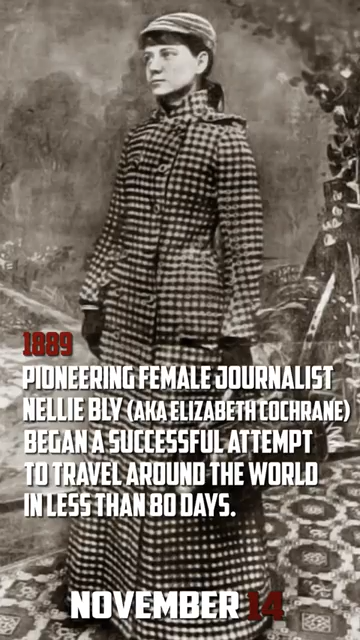 1889
PIONEERING FEMALE JOURNALIST
NELLIE BLY (AKA ELIZABETH COCHRANE)
BEGAN A SUCCESSFUL ATTEMPT
TO TRAVEL AROUND THE WORLD
IN LESS THAN 80 DAYS.
NOVEMBER 14